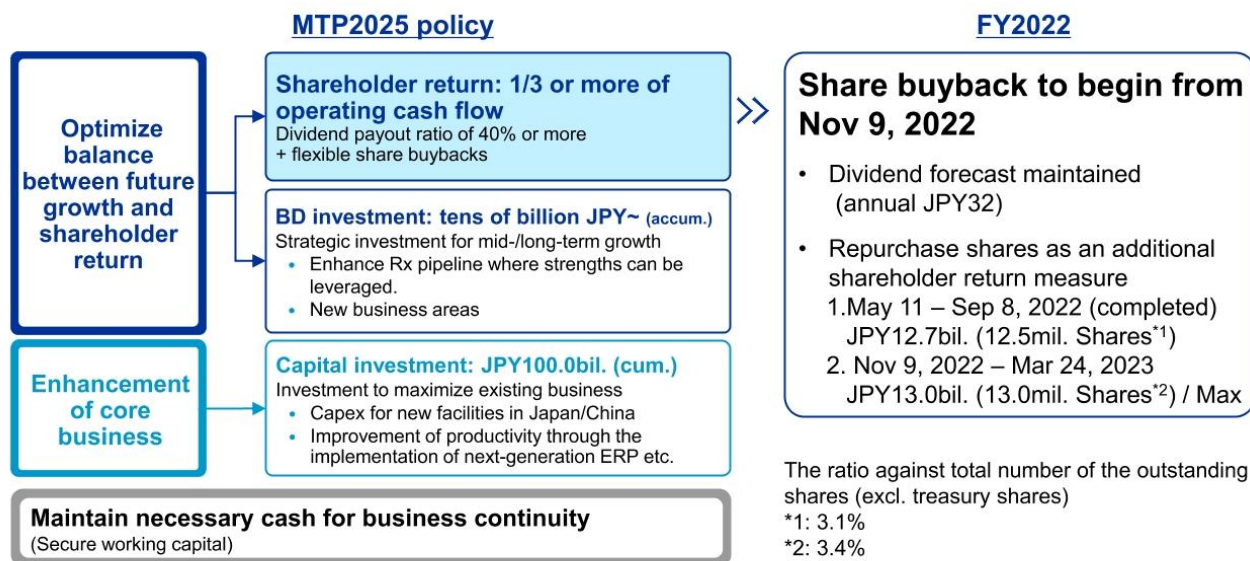 MTP2025 policy
Optimize
balance
between future
growth and
shareholder
return
Shareholder return: 1/3 or more of
operating cash flow
Dividend payout ratio of 40% or more
+ flexible share buybacks
BD investment: tens of billion JPY~ (accum.)
Strategic investment for mid-/long-term growth
• Enhance Rx pipeline where strengths can be
leveraged.
• New business areas
Enhancement
of core
business
Capital investment: JPY100.0bil. (cum.)
Investment to maximize existing business
• Capex for new facilities in Japan/China
• Improvement of productivity through the
implementation of next-generation ERP etc.
Maintain necessary cash for business continuity
(Secure working capital)
FY2022
Share buyback to begin from
Nov 9, 2022
• Dividend forecast maintained
(annual JPY32)
• Repurchase shares as an additional
shareholder return measure
1.May 11 – Sep 8, 2022 (completed)
JPY12.7bil. (12.5mil. Shares*1)
2. Nov 9, 2022 – Mar 24, 2023
JPY13.0bil. (13.0mil. Shares*2) / Max
The ratio against total number of the outstanding
shares (excl. treasury shares)
*1: 3.1%
*2: 3.4%